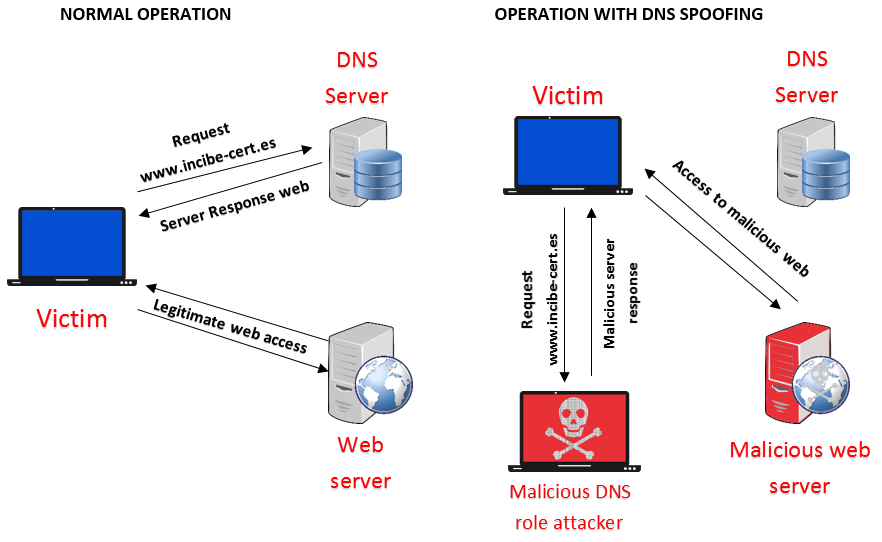 NORMAL OPERATION
DNS
Server
Request
www.incibe-cert.es
Server Response web
Victim
Legitimate web access
Web
server
OPERATION WITH DNS SPOOFING
Victim
DNS
Server
Access to malicious web
Request
www.incibe-cert.es
Malicious server
response
Malicious DNS
role attacker
Malicious web
server